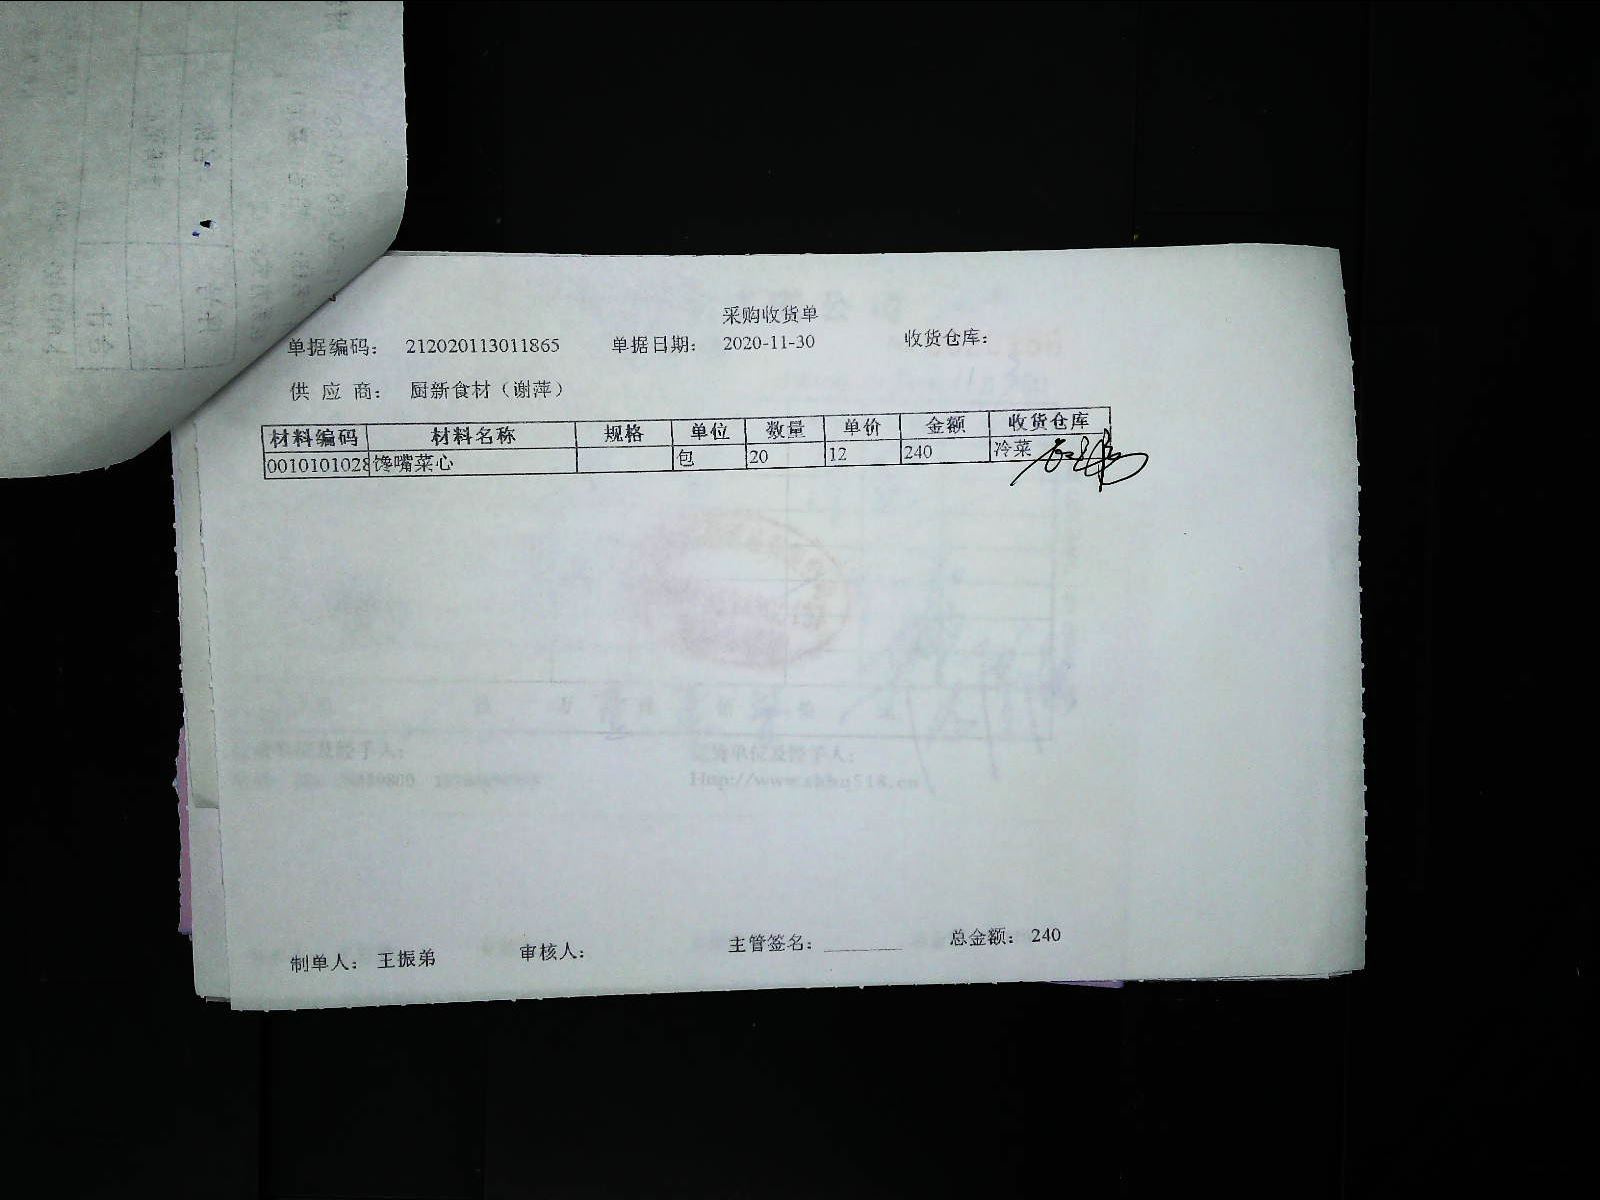 采购收货单
单据编码： 212020113011865 单据日期： 2020-11-30 收货仓库：
供 应 商： 厨新食材（谢萍）
材料编码 材料名称 规格 单位 数量 单价 金额 收货仓库
0010101028 馋嘴菜心 包 20 12 240 冷菜
制单人： 王振弟 审核人： 主管签名： 总金额： 240